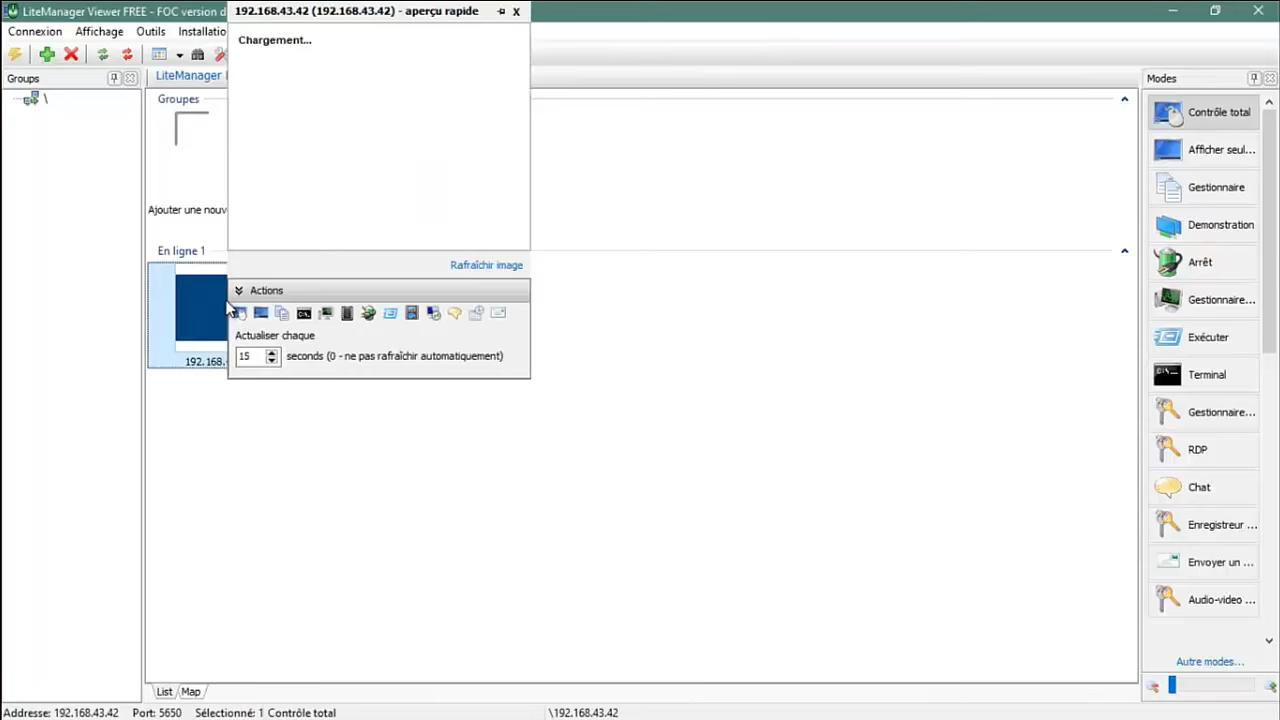 LiteManager Viewer FREE - FOC version d
192.168.43.42 (192.168.43.42) - aperçu rapide
Connexion Affichage Outils Installatio
Chargement...
Groups
LiteManager
Modes
\
Groupes
Ajouter une nouv
En ligne 1
Rafraîchir image
Actions
Actualiser chaque
15 seconds (0 - ne pas rafraîchir automatiquement)
192.168.
Contrôle total
Afficher seul...
Gestionnaire
Demonstration
Arrêt
Gestionnaire...
Exécuter
Terminal
Gestionnaire...
RDP
Chat
Enregistreur ...
Envoyer un ...
Audio-video ...
Autre modes...
List Map
Addresse: 192.168.43.42 Port: 5650 Sélectionné: 1 Contrôle total \192.168.43.42